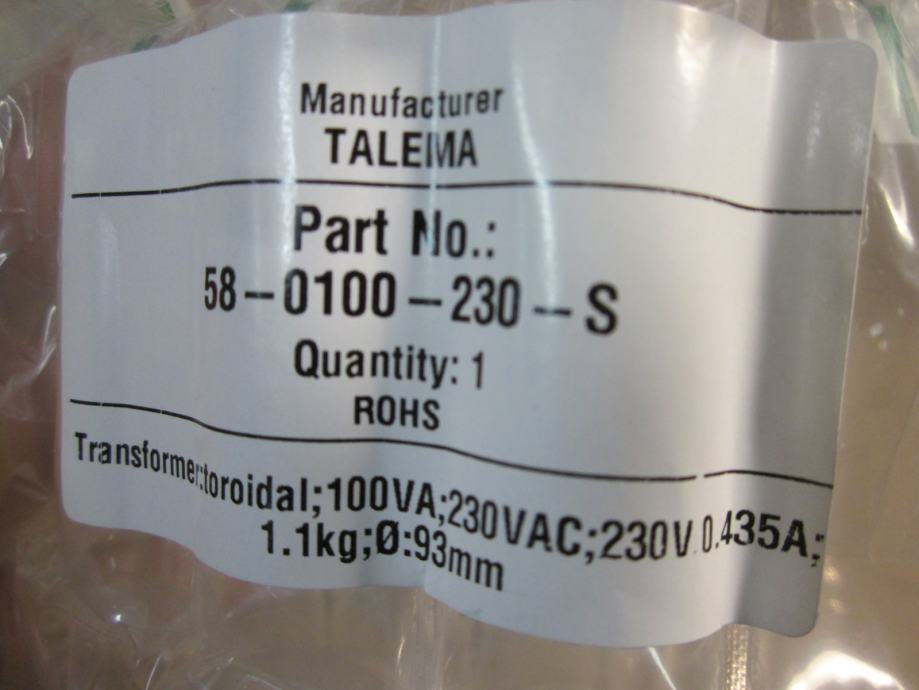 Manufacturer
TALEMA
Part No.:
58-0100-230-S
Quantity: 1
ROHS
Transformer:toroidal;100VA;230VAC;230V 0.435A;
1.1kg;Ø:93mm